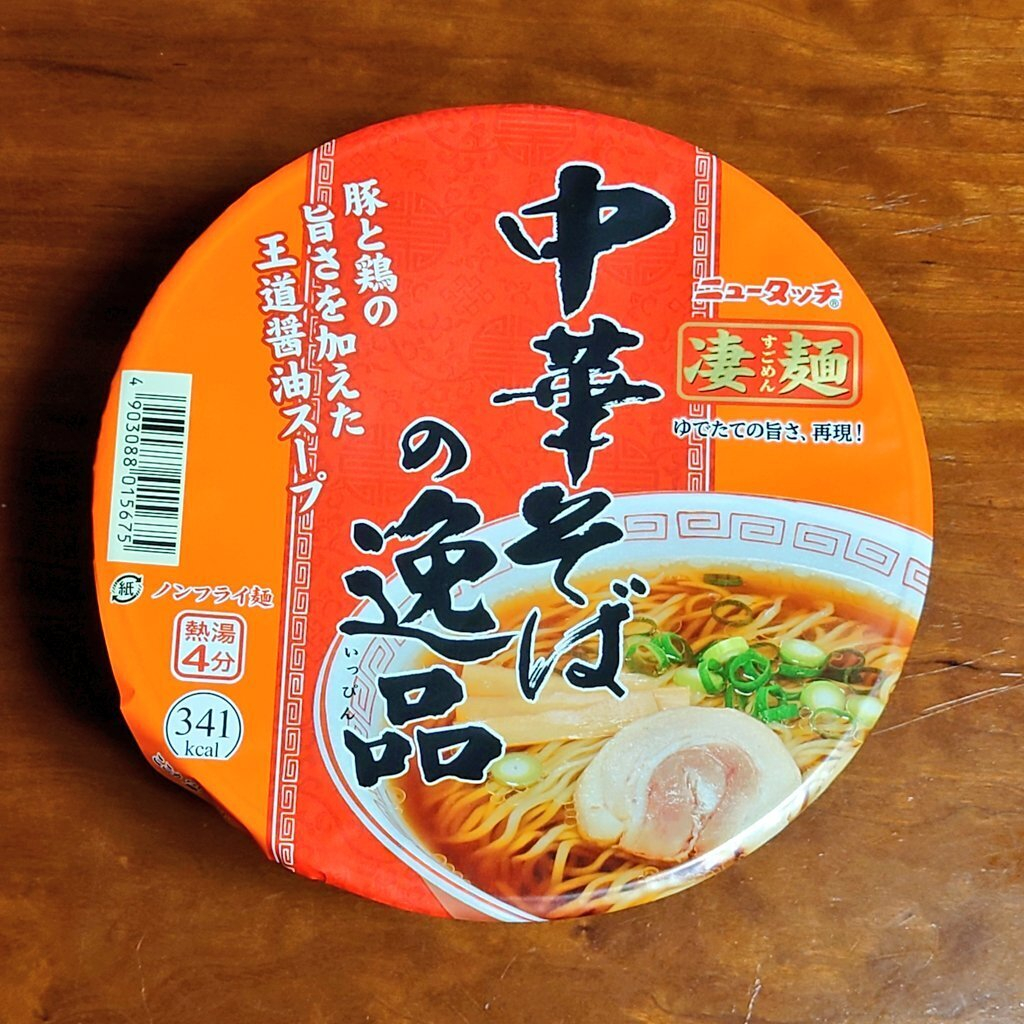 中華そば
の逸品
いっぴん
豚と鶏の
旨さを加えた
王道醤油スープ
ニュータッチ®
凄麺
すごめん
ゆでたての旨さ、再現!
4 903088 015675
紙
ノンフライ麺
熱湯
4分
341
kcal